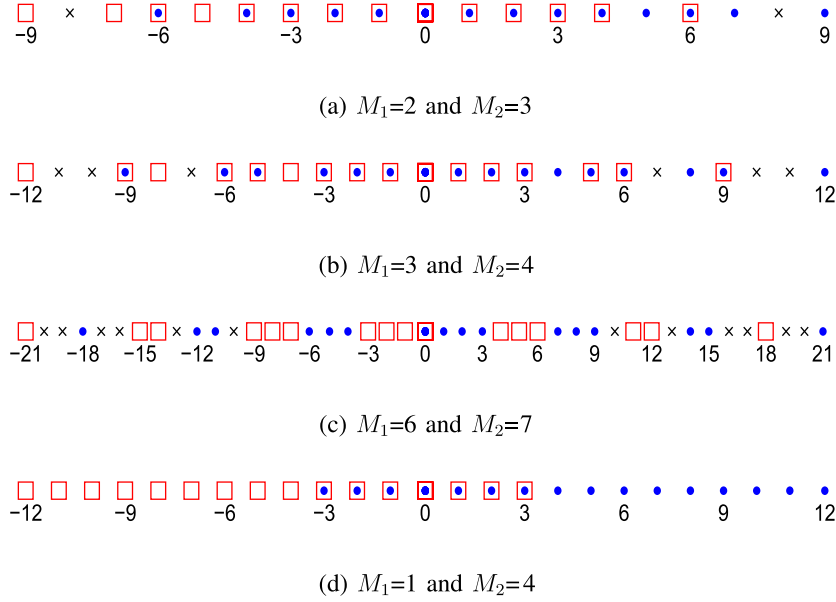 −9 −6 −3 0 3 6 9
(a) M1=2 and M2=3
−12 −9 −6 −3 0 3 6 9 12
(b) M1=3 and M2=4
−21 −18 −15 −12 −9 −6 −3 0 3 6 9 12 15 18 21
(c) M1=6 and M2=7
−12 −9 −6 −3 0 3 6 9 12
(d) M1=1 and M2=4